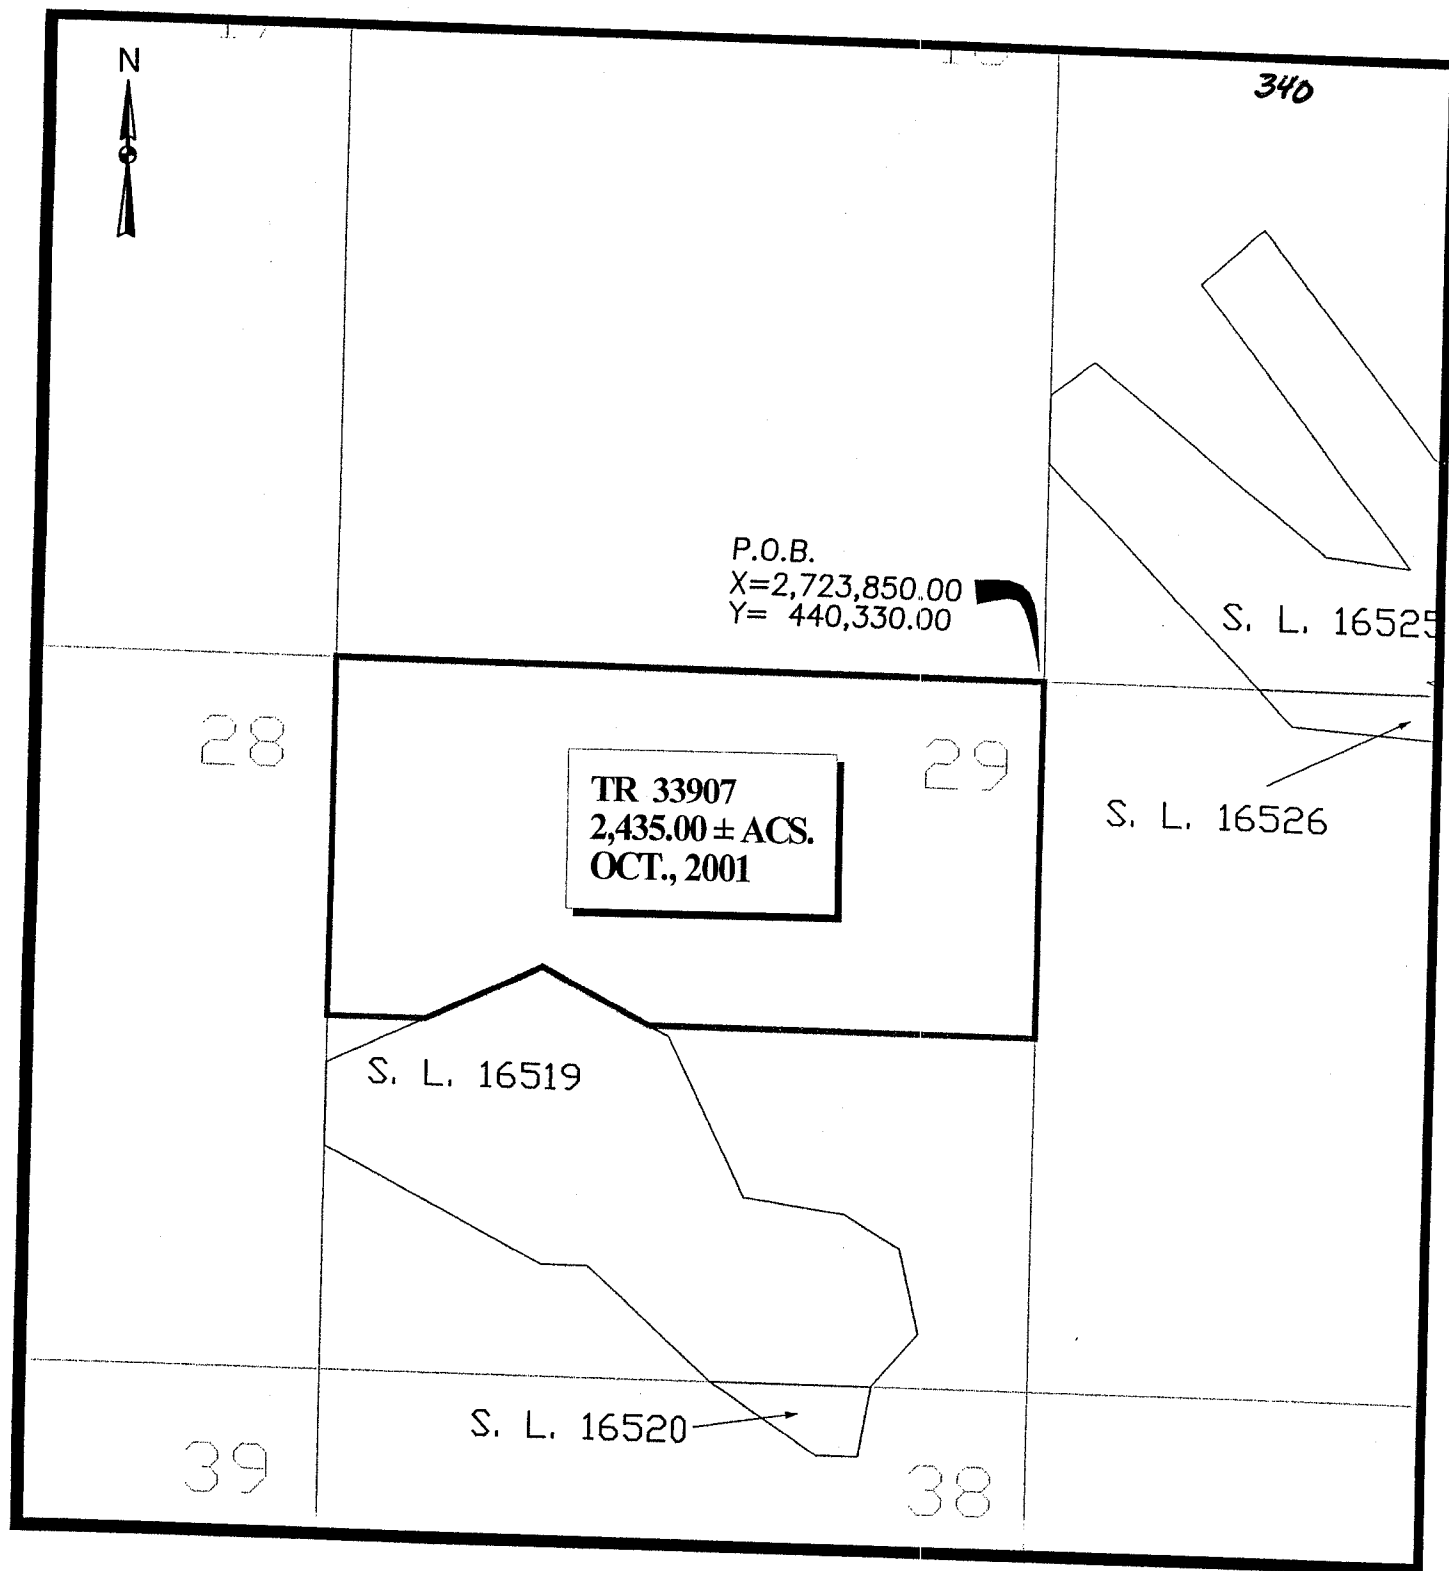 N
340
P.O.B.
X=2,723,850.00
Y= 440,330.00
S. L. 16525
28
29
TR 33907
2,435.00 ± ACS.
OCT., 2001
S. L. 16526
S. L. 16519
S. L. 16520
39
38